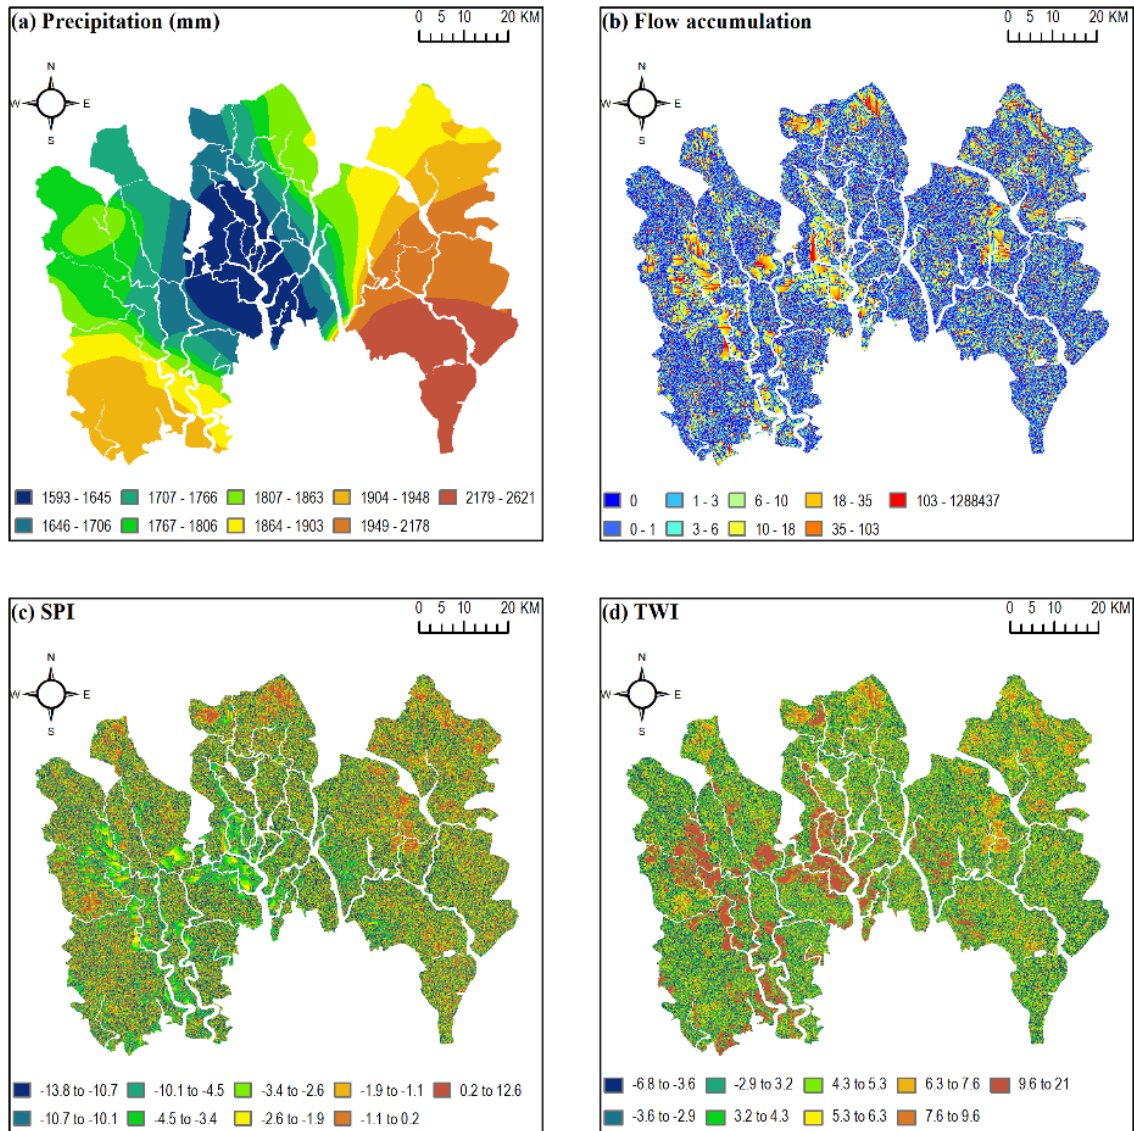 (a) Precipitation (mm)
0 5 10 20 KM
N
W E
S
1593 - 1645 1707 - 1766 1807 - 1863 1904 - 1948 2179 - 2621
1646 - 1706 1767 - 1806 1864 - 1903 1949 - 2178
(b) Flow accumulation
0 5 10 20 KM
N
W E
S
0 1 - 3 6 - 10 18 - 35 103 - 1288437
0 - 1 3 - 6 10 - 18 35 - 103
(c) SPI
0 5 10 20 KM
N
W E
S
-13.8 to -10.7 -10.1 to -4.5 -3.4 to -2.6 -1.9 to -1.1 0.2 to 12.6
-10.7 to -10.1 -4.5 to -3.4 -2.6 to -1.9 -1.1 to 0.2
(d) TWI
0 5 10 20 KM
N
W E
S
-6.8 to -3.6 -2.9 to 3.2 4.3 to 5.3 6.3 to 7.6 9.6 to 21
-3.6 to -2.9 3.2 to 4.3 5.3 to 6.3 7.6 to 9.6